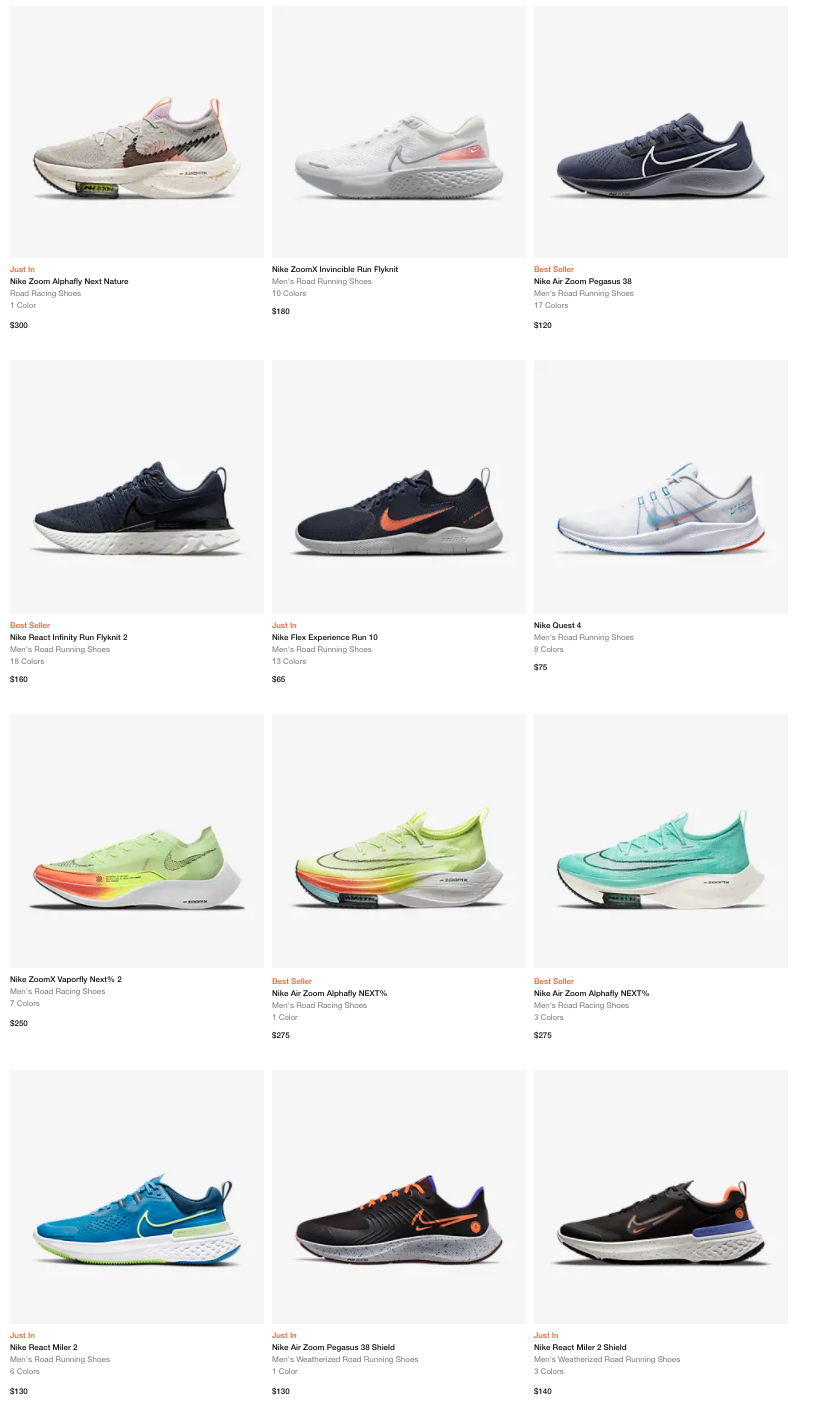 Just In
Nike Zoom Alphafly Next Nature
Road Racing Shoes
1 Color
$300
Nike ZoomX Invincible Run Flyknit
Men's Road Running Shoes
10 Colors
$180
Best Seller
Nike Air Zoom Pegasus 38
Men's Road Running Shoes
17 Colors
$120
Best Seller
Nike React Infinity Run Flyknit 2
Men's Road Running Shoes
18 Colors
$160
Just In
Nike Flex Experience Run 10
Men's Road Running Shoes
13 Colors
$65
Nike Quest 4
Men's Road Running Shoes
8 Colors
$75
Nike ZoomX Vaporfly Next% 2
Men's Road Racing Shoes
7 Colors
$250
Best Seller
Nike Air Zoom Alphafly NEXT%
Men's Road Racing Shoes
1 Color
$275
Best Seller
Nike Air Zoom Alphafly NEXT%
Men's Road Racing Shoes
3 Colors
$275
Just In
Nike React Miler 2
Men's Road Running Shoes
6 Colors
$130
Just In
Nike Air Zoom Pegasus 38 Shield
Men's Weatherized Road Running Shoes
1 Color
$130
Just In
Nike React Miler 2 Shield
Men's Weatherized Road Running Shoes
3 Colors
$140